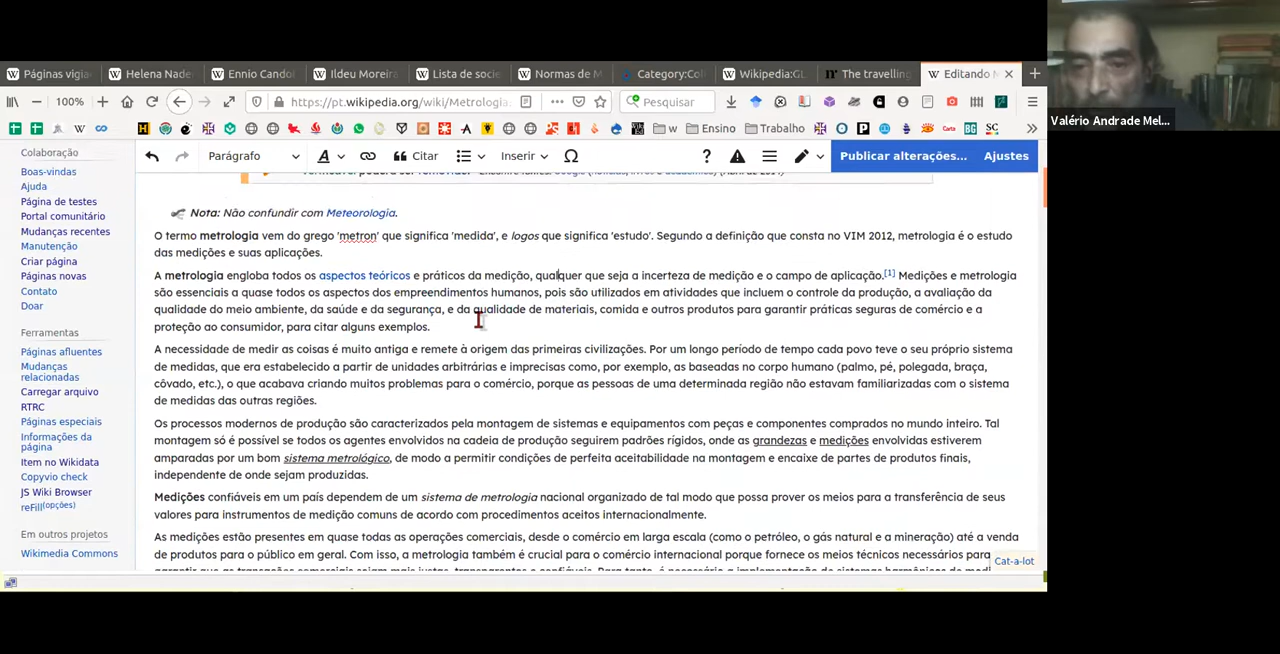 Páginas vigia
Helena Nade
Ennio Candot
Ildeu Moreira
Lista de socie
Normas de M
Category:Col
Wikipedia:GL
The travelling
Editando M
100%
https://pt.wikipedia.org/wiki/Metrologia
Pesquisar
w
Ensino
Trabalho
Valério Andrade Mel...
Colaboração
Boas-vindas
Ajuda
Página de testes
Portal comunitário
Mudanças recentes
Manutenção
Criar página
Páginas novas
Contato
Doar
Ferramentas
Páginas afluentes
Mudanças
relacionadas
Carregar arquivo
RTRC
Páginas especiais
Informações da
página
Item no Wikidata
Copyvio check
JS Wiki Browser
reFill(opções)
Em outros projetos
Wikimedia Commons
Parágrafo
A
Citar
Inserir
Ω
?
Publicar alterações...
Ajustes
Nota: Não confundir com Meteorologia.
O termo metrologia vem do grego 'metron' que significa 'medida', e logos que significa 'estudo'. Segundo a definição que consta no VIM 2012, metrologia é o estudo
das medições e suas aplicações.
A metrologia engloba todos os aspectos teóricos e práticos da medição, qualquer que seja a incerteza de medição e o campo de aplicação.[1] Medições e metrologia
são essenciais a quase todos os aspectos dos empreendimentos humanos, pois são utilizados em atividades que incluem o controle da produção, a avaliação da
qualidade do meio ambiente, da saúde e da segurança, e da qualidade de materiais, comida e outros produtos para garantir práticas seguras de comércio e a
proteção ao consumidor, para citar alguns exemplos.
A necessidade de medir as coisas é muito antiga e remete à origem das primeiras civilizações. Por um longo período de tempo cada povo teve o seu próprio sistema
de medidas, que era estabelecido a partir de unidades arbitrárias e imprecisas como, por exemplo, as baseadas no corpo humano (palmo, pé, polegada, braça,
côvado, etc.), o que acabava criando muitos problemas para o comércio, porque as pessoas de uma determinada região não estavam familiarizadas com o sistema
de medidas das outras regiões.
Os processos modernos de produção são caracterizados pela montagem de sistemas e equipamentos com peças e componentes comprados no mundo inteiro. Tal
montagem só é possível se todos os agentes envolvidos na cadeia de produção seguirem padrões rígidos, onde as grandezas e medições envolvidas estiverem
amparadas por um bom sistema metrológico, de modo a permitir condições de perfeita aceitabilidade na montagem e encaixe de partes de produtos finais,
independente de onde sejam produzidas.
Medições confiáveis em um país dependem de um sistema de metrologia nacional organizado de tal modo que possa prover os meios para a transferência de seus
valores para instrumentos de medição comuns de acordo com procedimentos aceitos internacionalmente.
As medições estão presentes em quase todas as operações comerciais, desde o comércio em larga escala (como o petróleo, o gás natural e a mineração) até a venda
de produtos para o público em geral. Com isso, a metrologia também é crucial para o comércio internacional porque fornece os meios técnicos necessários para
Cat-a-lot